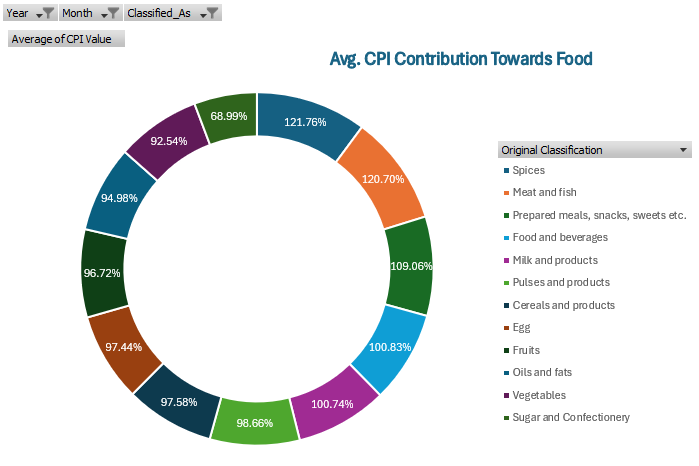 Year Month Classified_As
Average of CPI Value
Avg. CPI Contribution Towards Food
68.99% 121.76%
92.54%
120.70%
94.98%
96.72%
109.06%
97.44%
100.83%
97.58%
100.74%
98.66%
Original Classification
Spices
Meat and fish
Prepared meals, snacks, sweets etc.
Food and beverages
Milk and products
Pulses and products
Cereals and products
Egg
Fruits
Oils and fats
Vegetables
Sugar and Confectionery